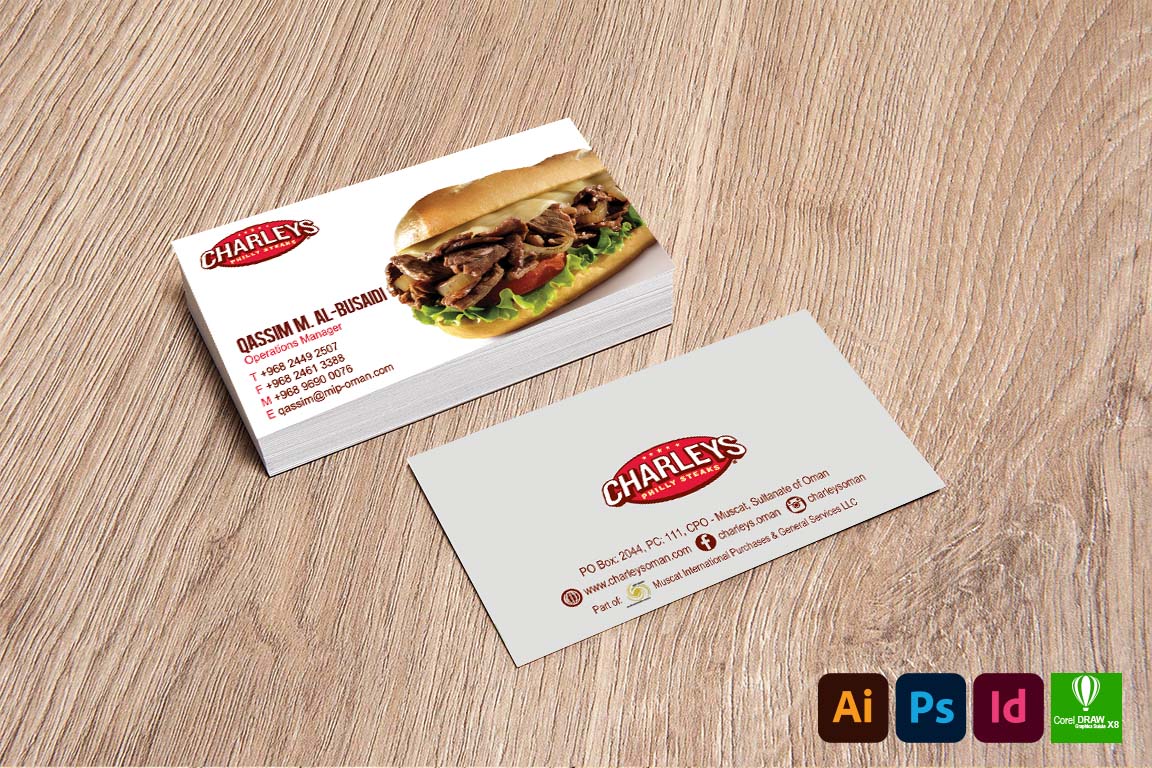 CHARLEYS
PHILLY STEAKS
QASSIM M. AL-BUSAIDI
Operations Manager
T +968 2449 2507
F +968 2461 3388
M +968 9690 0076
E qassim@mip-oman.com
CHARLEYS
PHILLY STEAKS
PO Box: 2044, PC: 111, CPO - Muscat, Sultanate of Oman
www.charleysoman.com charleys.oman charleysoman
Part of: Muscat International Purchases & General Services LLC
Ai Ps Id
Corel DRAW X8